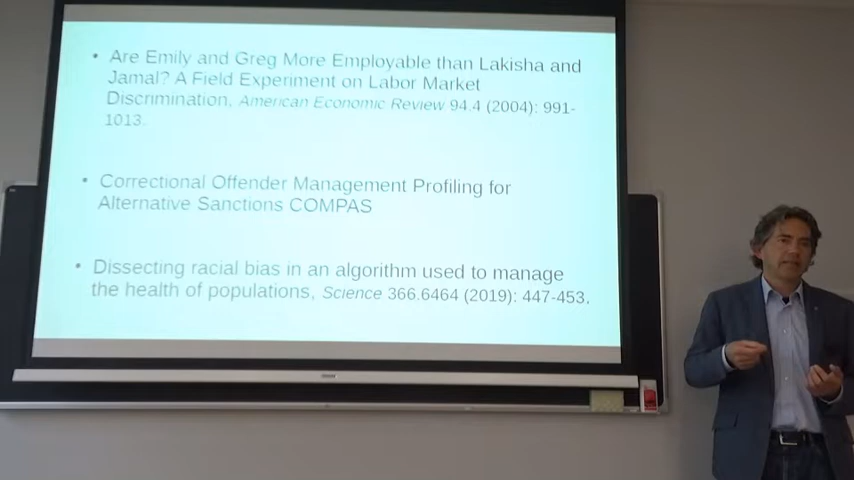 • Are Emily and Greg More Employable than Lakisha and
Jamal? A Field Experiment on Labor Market
Discrimination, American Economic Review 94.4 (2004): 991-
1013.
• Correctional Offender Management Profiling for
Alternative Sanctions COMPAS
• Dissecting racial bias in an algorithm used to manage
the health of populations, Science 366.6464 (2019): 447-453.